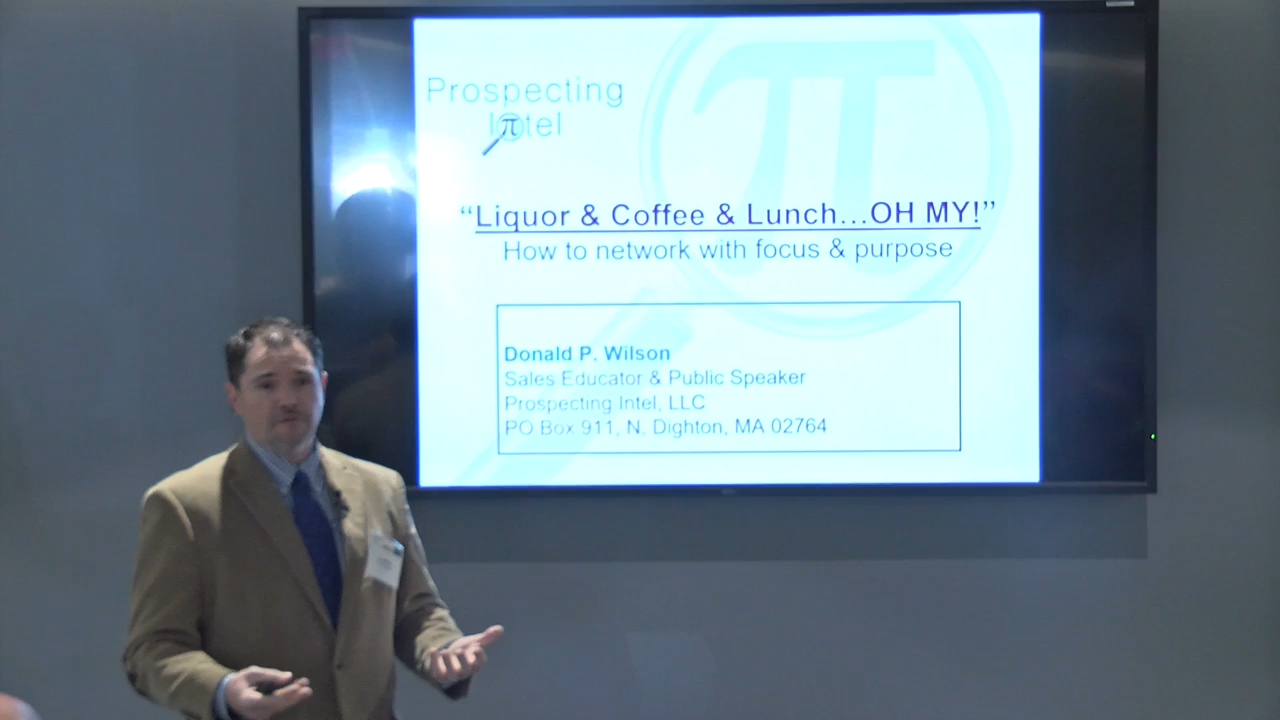 Prospecting
Iπtel
“Liquor & Coffee & Lunch...OH MY!”
How to network with focus & purpose
Donald P. Wilson
Sales Educator & Public Speaker
Prospecting Intel, LLC
PO Box 911, N. Dighton, MA 02764